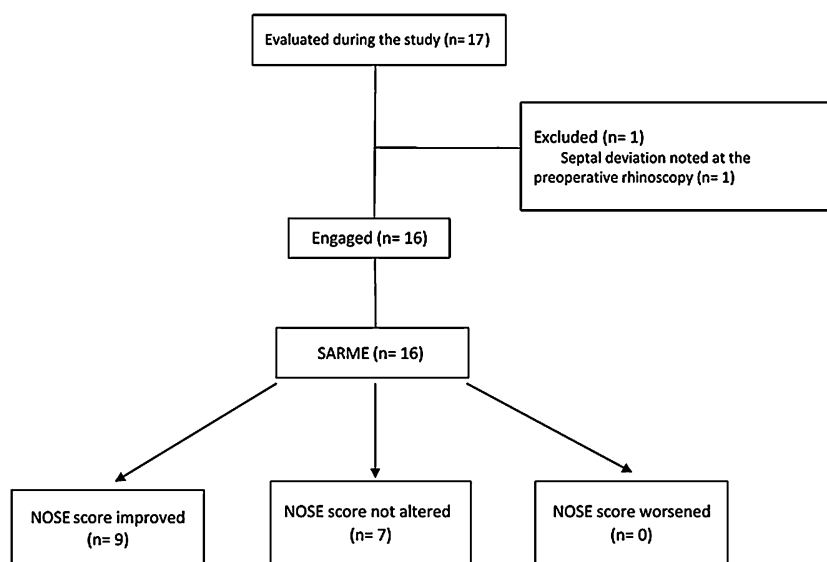 Evaluated during the study (n= 17)
Excluded (n= 1)
Septal deviation noted at the
preoperative rhinoscopy (n= 1)
Engaged (n= 16)
SARME (n= 16)
NOSE score improved
(n= 9)
NOSE score not altered
(n= 7)
NOSE score worsened
(n= 0)